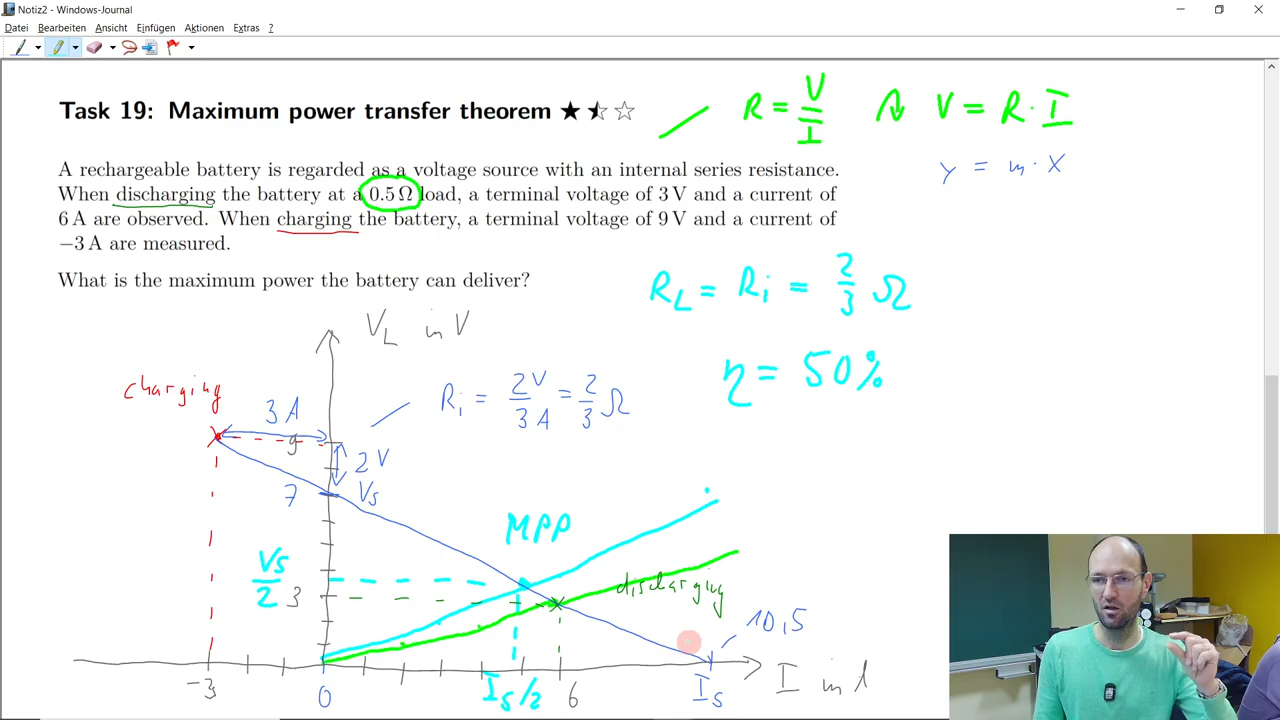 Notiz2 - Windows-Journal
Datei Bearbeiten Ansicht Einfügen Aktionen Extras ?
Task 19: Maximum power transfer theorem
R = V/I V = R · I
y = m · x
A rechargeable battery is regarded as a voltage source with an internal series resistance.
When discharging the battery at a 0.5 Ω load, a terminal voltage of 3 V and a current of
6 A are observed. When charging the battery, a terminal voltage of 9 V and a current of
−3 A are measured.
What is the maximum power the battery can deliver?
R_L = R_i = 2/3 Ω
η = 50%
V_L in V
charging
3 A
R_i = 2V/3A = 2/3 Ω
9
2V
7
V_S
MPP
V_S/2
3
discharging
10,5
-3
0
I_S/2
6
I_S
I in A